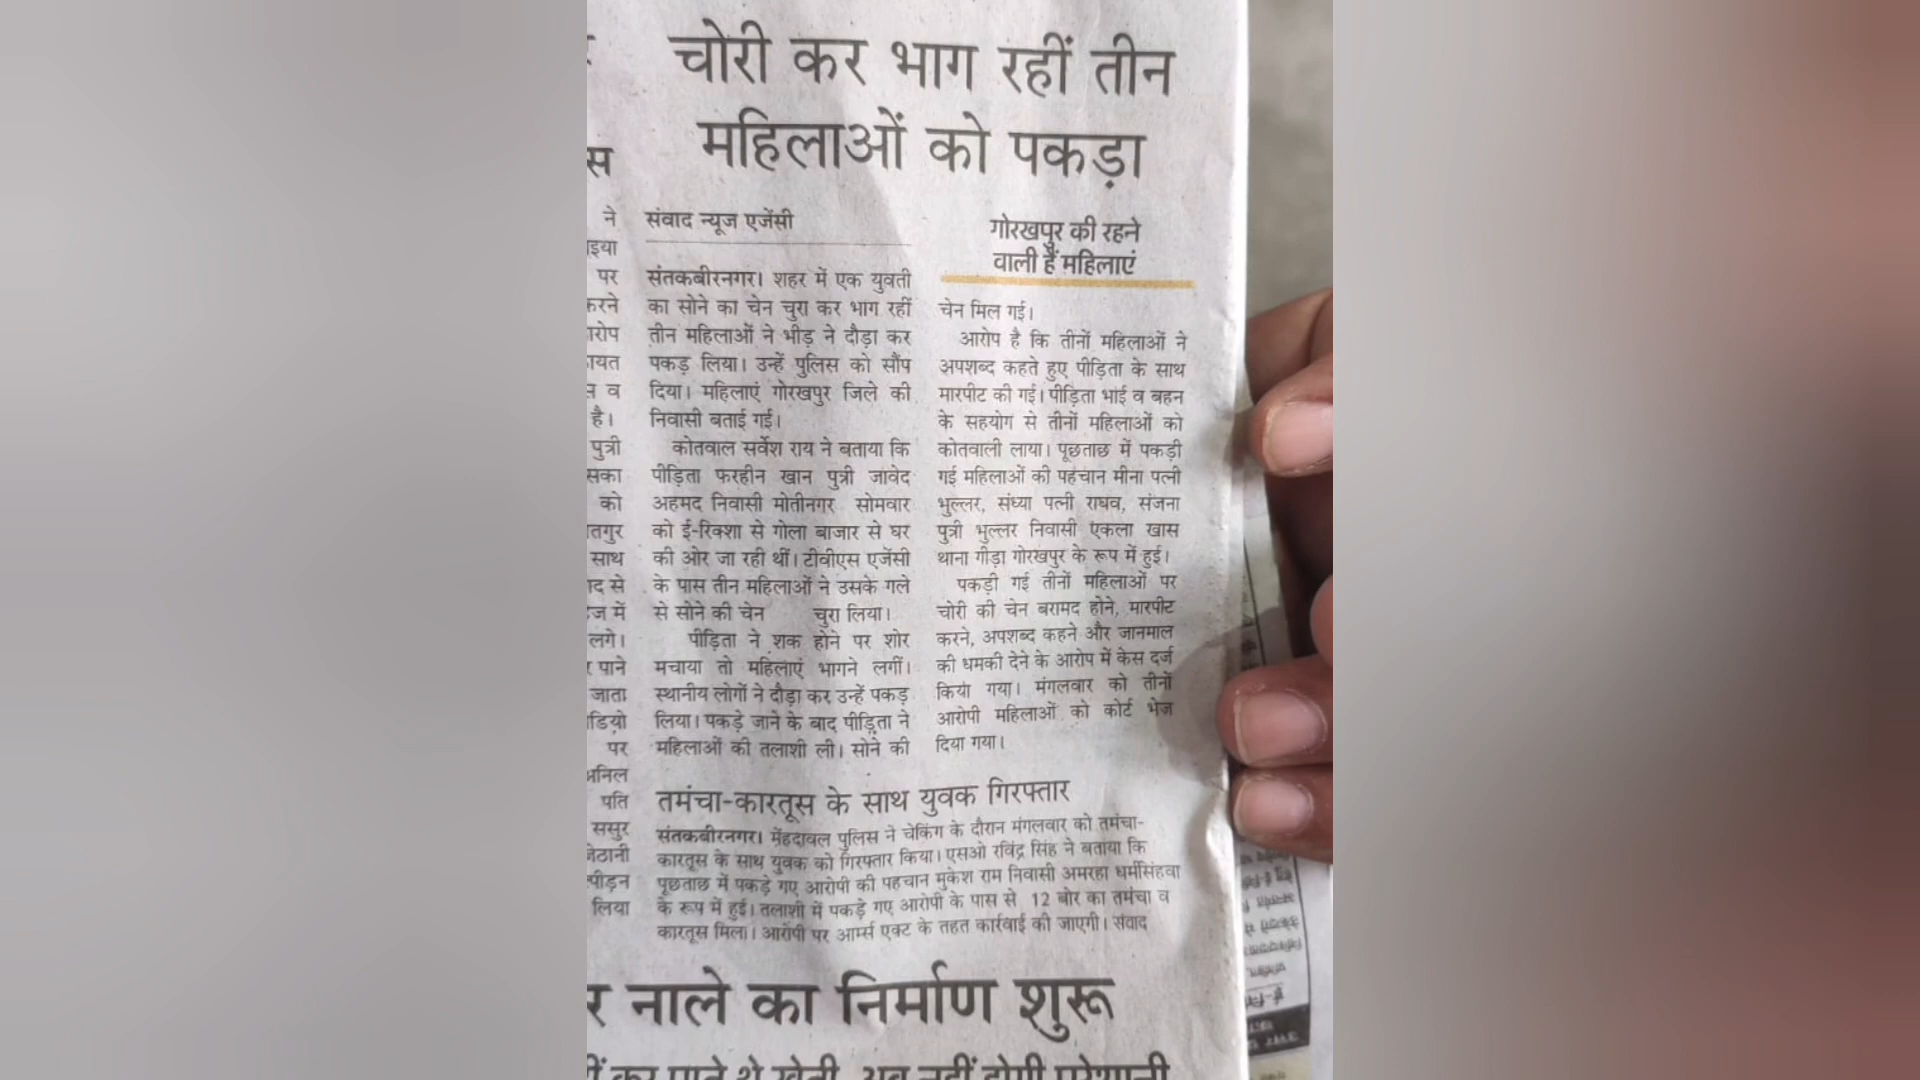 चोरी कर भाग रहीं तीन
महिलाओं को पकड़ा
संवाद न्यूज एजेंसी
संतकबीरनगर। शहर में एक युवती
का सोने का चेन चुरा कर भाग रहीं
तीन महिलाओं ने भीड़ ने दौड़ा कर
पकड़ लिया। उन्हें पुलिस को सौंप
दिया। महिलाएं गोरखपुर जिले की
निवासी बताई गई।
कोतवाल सर्वेश राय ने बताया कि
पीड़िता फरहीन खान पुत्री जावेद
अहमद निवासी मोतीनगर सोमवार
को ई-रिक्शा से गोला बाजार से घर
की ओर जा रही थीं। टीवीएस एजेंसी
के पास तीन महिलाओं ने उसके गले
से सोने की चेन चुरा लिया।
पीड़िता ने शक होने पर शोर
मचाया तो महिलाएं भागने लगीं।
स्थानीय लोगों ने दौड़ा कर उन्हें पकड़
लिया। पकड़े जाने के बाद पीड़िता ने
महिलाओं की तलाशी ली। सोने की
गोरखपुर की रहने
वाली हैं महिलाएं
चेन मिल गई।
आरोप है कि तीनों महिलाओं ने
अपशब्द कहते हुए पीड़िता के साथ
मारपीट की गई। पीड़िता भाई व बहन
के सहयोग से तीनों महिलाओं को
कोतवाली लाया। पूछताछ में पकड़ी
गई महिलाओं की पहचान मीना पत्नी
भुल्लर, संध्या पत्नी राघव, संजना
पुत्री भुल्लर निवासी एकला खास
थाना गीड़ा गोरखपुर के रूप में हुई।
पकड़ी गई तीनों महिलाओं पर
चोरी की चेन बरामद होने, मारपीट
करने, अपशब्द कहने और जानमाल
की धमकी देने के आरोप में केस दर्ज
किया गया। मंगलवार को तीनों
आरोपी महिलाओं को कोर्ट भेज
दिया गया।
तमंचा-कारतूस के साथ युवक गिरफ्तार
संतकबीरनगर। मेंहदावल पुलिस ने चेकिंग के दौरान मंगलवार को तमंचा-
कारतूस के साथ युवक को गिरफ्तार किया। एसओ रविंद्र सिंह ने बताया कि
पूछताछ में पकड़े गए आरोपी की पहचान मुकेश राम निवासी अमरहा धर्मसिंहवा
के रूप में हुई। तलाशी में पकड़े गए आरोपी के पास से 12 बोर का तमंचा व
कारतूस मिला। आरोपी पर आर्म्स एक्ट के तहत कार्रवाई की जाएगी। संवाद
नाले का निर्माण शुरू
स
ने
पर
है।
पुत्री
को
साथ
लगे।
पाने
जाता
पर
पति
ससुर
लिया